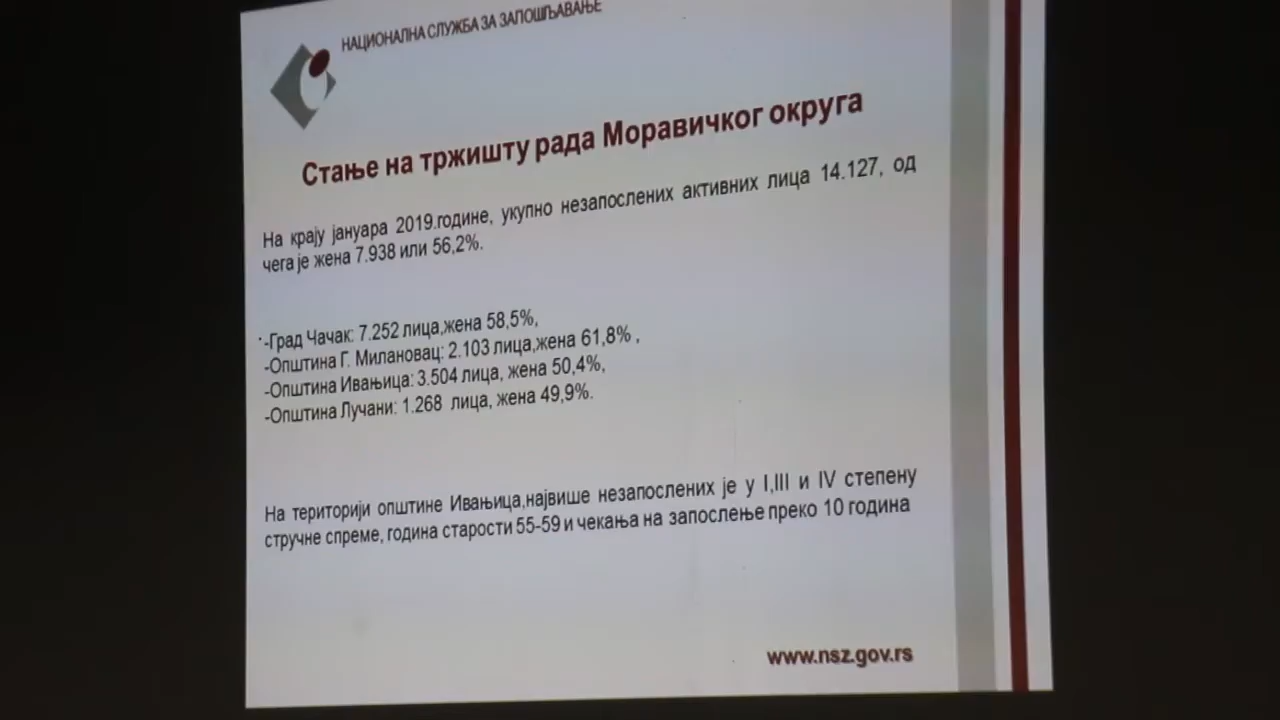 НАЦИОНАЛНА СЛУЖБА ЗА ЗАПОШЉАВАЊЕ
Стање на тржишту рада Моравичког округа
На крају јануара 2019.године, укупно незапослених активних лица 14.127, од
чега је жена 7.938 или 56,2%.
-Град Чачак: 7.252 лица,жена 58,5%,
-Општина Г. Милановац: 2.103 лица,жена 61,8% ,
-Општина Ивањица: 3.504 лица, жена 50,4%,
-Општина Лучани: 1.268 лица, жена 49,9%.
На територији општине Ивањица,највише незапослених је у I,III и IV степену
стручне спреме, година старости 55-59 и чекања на запослење преко 10 година
www.nsz.gov.rs